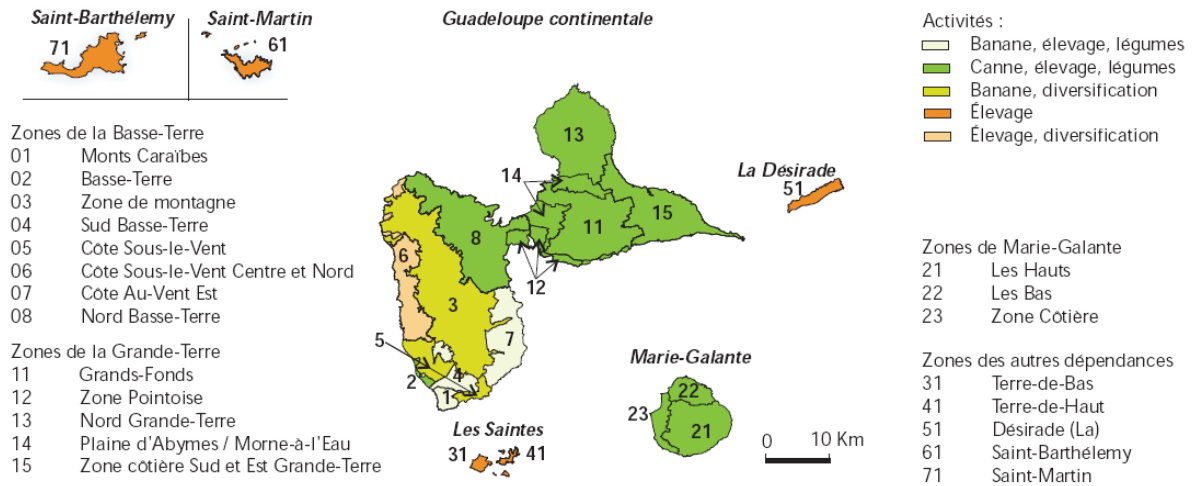 Saint-Barthélemy
71
Saint-Martin
61
Guadeloupe continentale
Activités :
Banane, élevage, légumes
Canne, élevage, légumes
Banane, diversification
Élevage
Élevage, diversification
Zones de la Basse-Terre
01 Monts Caraïbes
02 Basse-Terre
03 Zone de montagne
04 Sud Basse-Terre
05 Côte Sous-le-Vent
06 Côte Sous-le-Vent Centre et Nord
07 Côte Au-Vent Est
08 Nord Basse-Terre
Zones de la Grande-Terre
11 Grands-Fonds
12 Zone Pointoise
13 Nord Grande-Terre
14 Plaine d'Abymes / Morne-à-l'Eau
15 Zone côtière Sud et Est Grande-Terre
13
14
11
15
8
6
12
3
7
5
4
2
1
La Désirade
51
Marie-Galante
22
23
21
Les Saintes
31
41
0 10 Km
Zones de Marie-Galante
21 Les Hauts
22 Les Bas
23 Zone Côtière
Zones des autres dépendances
31 Terre-de-Bas
41 Terre-de-Haut
51 Désirade (La)
61 Saint-Barthélemy
71 Saint-Martin